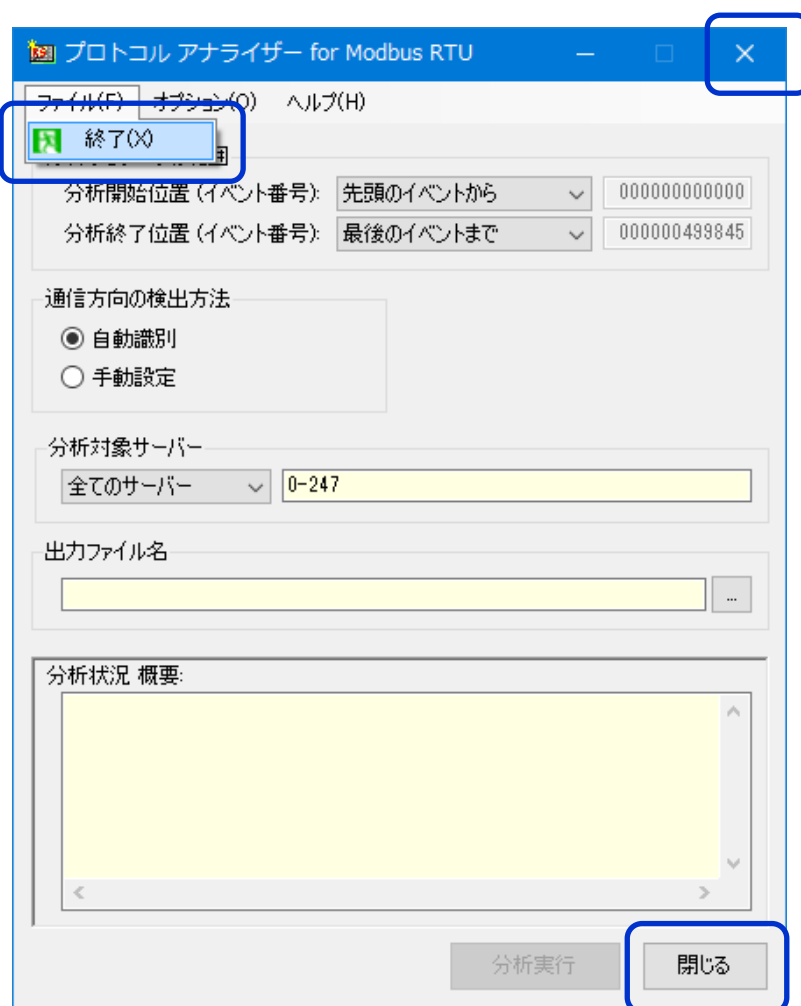 プロトコル アナライザー for Modbus RTU
ファイル(F) オプション(O) ヘルプ(H)
終了(X)
分析開始位置 (イベント番号): 先頭のイベントから 000000000000
分析終了位置 (イベント番号): 最後のイベントまで 000000499845
通信方向の検出方法
自動識別
手動設定
分析対象サーバー
全てのサーバー 0-247
出力ファイル名
...
分析状況 概要:
分析実行 閉じる